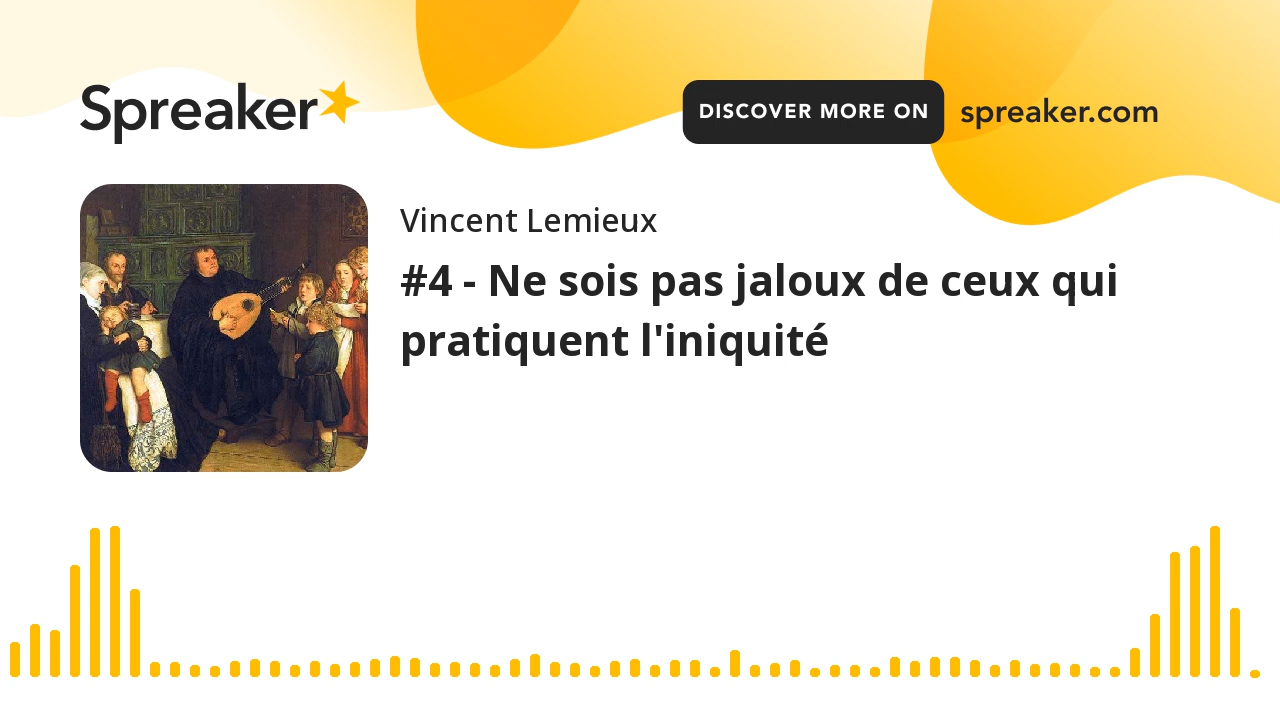 Spreaker
DISCOVER MORE ON spreaker.com
Vincent Lemieux
#4 - Ne sois pas jaloux de ceux qui
pratiquent l'iniquité